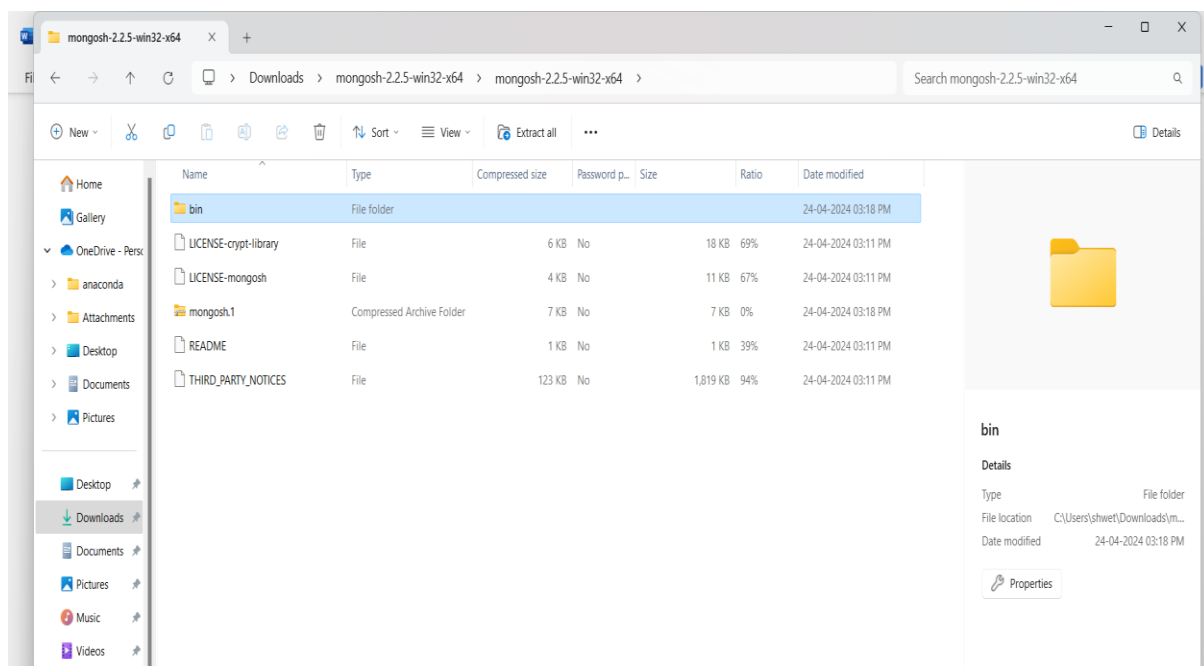 mongosh-2.2.5-win32-x64
Downloads > mongosh-2.2.5-win32-x64 > mongosh-2.2.5-win32-x64 >
Search mongosh-2.2.5-win32-x64
New Sort View Extract all ... Details
Name Type Compressed size Password p... Size Ratio Date modified
Home
Gallery
OneDrive - Persc
anaconda
Attachments
Desktop
Documents
Pictures
Desktop
Downloads
Documents
Pictures
Music
Videos
bin File folder 24-04-2024 03:18 PM
LICENSE-crypt-library File 6 KB No 18 KB 69% 24-04-2024 03:11 PM
LICENSE-mongosh File 4 KB No 11 KB 67% 24-04-2024 03:11 PM
mongosh.1 Compressed Archive Folder 7 KB No 7 KB 0% 24-04-2024 03:18 PM
README File 1 KB No 1 KB 39% 24-04-2024 03:11 PM
THIRD_PARTY_NOTICES File 123 KB No 1,819 KB 94% 24-04-2024 03:11 PM
bin
Details
Type File folder
File location C:\Users\shwet\Downloads\m...
Date modified 24-04-2024 03:18 PM
Properties